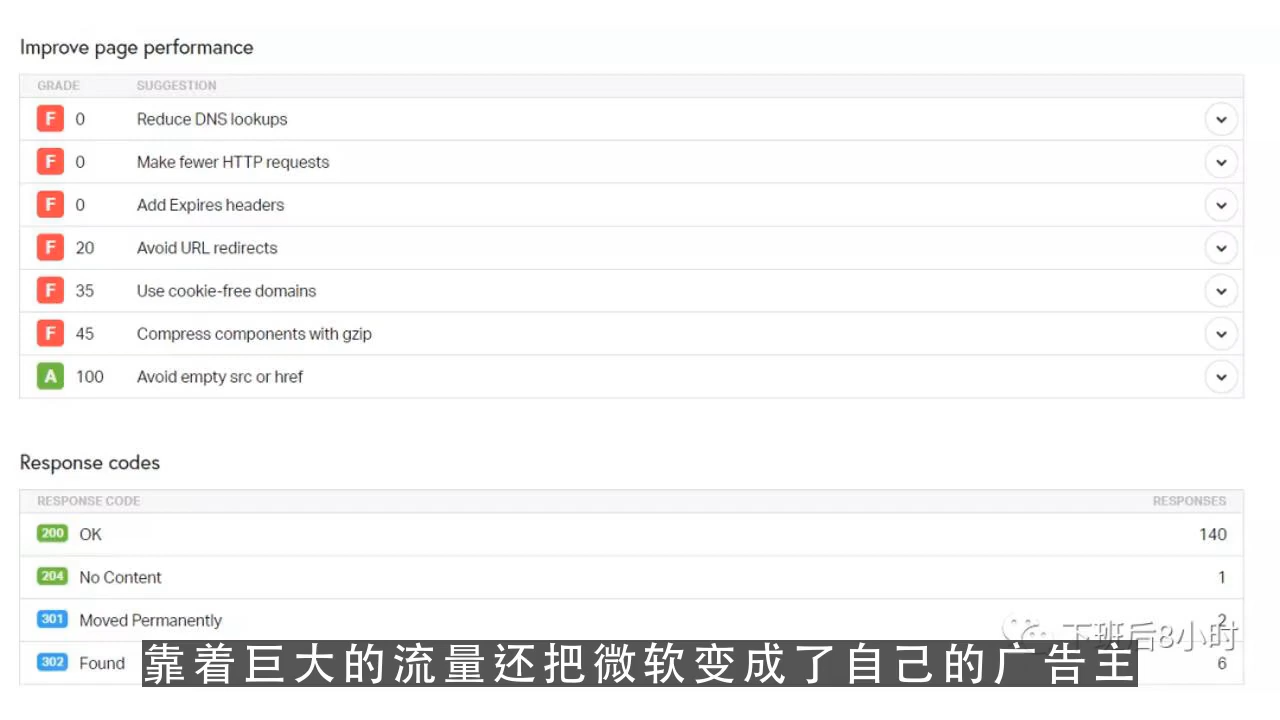 Improve page performance
GRADE SUGGESTION
F 0 Reduce DNS lookups
F 0 Make fewer HTTP requests
F 0 Add Expires headers
F 20 Avoid URL redirects
F 35 Use cookie-free domains
F 45 Compress components with gzip
A 100 Avoid empty src or href
Response codes
RESPONSE CODE RESPONSES
200 OK 140
204 No Content 1
301 Moved Permanently 2
下班后8小时
302 Found 6
靠着巨大的流量还把微软变成了自己的广告主